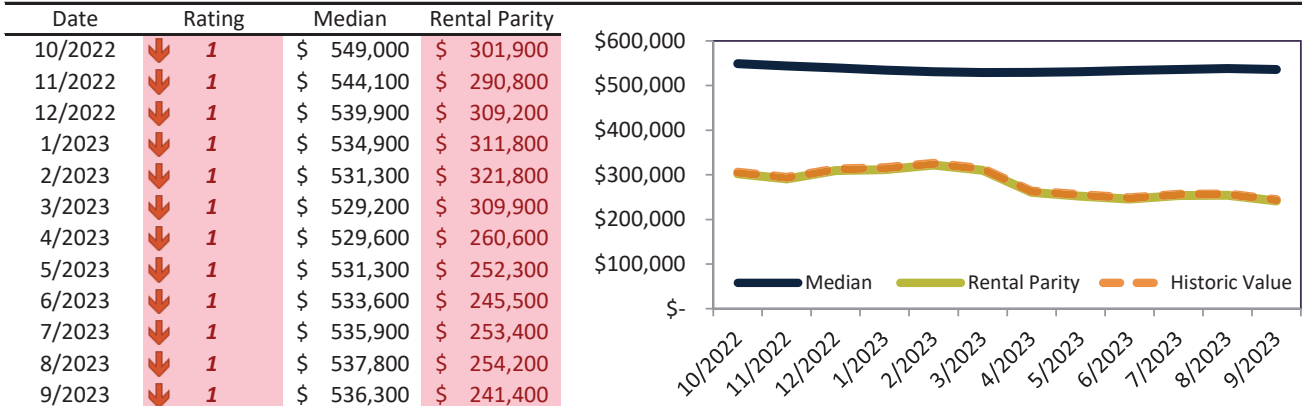 Date Rating Median Rental Parity
10/2022 1 $ 549,000 $ 301,900
11/2022 1 $ 544,100 $ 290,800
12/2022 1 $ 539,900 $ 309,200
1/2023 1 $ 534,900 $ 311,800
2/2023 1 $ 531,300 $ 321,800
3/2023 1 $ 529,200 $ 309,900
4/2023 1 $ 529,600 $ 260,600
5/2023 1 $ 531,300 $ 252,300
6/2023 1 $ 533,600 $ 245,500
7/2023 1 $ 535,900 $ 253,400
8/2023 1 $ 537,800 $ 254,200
9/2023 1 $ 536,300 $ 241,400
$600,000
$500,000
$400,000
$300,000
$200,000
$100,000
$-
Median Rental Parity Historic Value
10/2022 11/2022 12/2022 1/2023 2/2023 3/2023 4/2023 5/2023 6/2023 7/2023 8/2023 9/2023